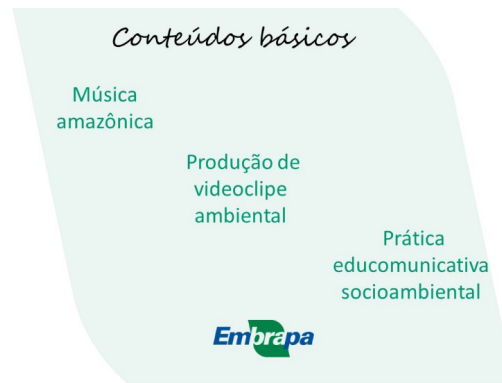 Conteúdos básicos
Música
amazônica
Produção de
videoclipe
ambiental
Prática
educomunicativa
socioambiental
Embrapa